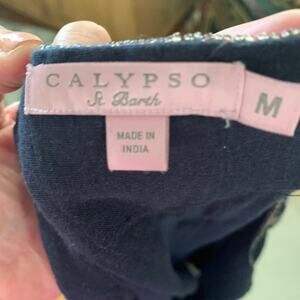 CALYPSO
St. Barth
M
MADE IN
INDIA